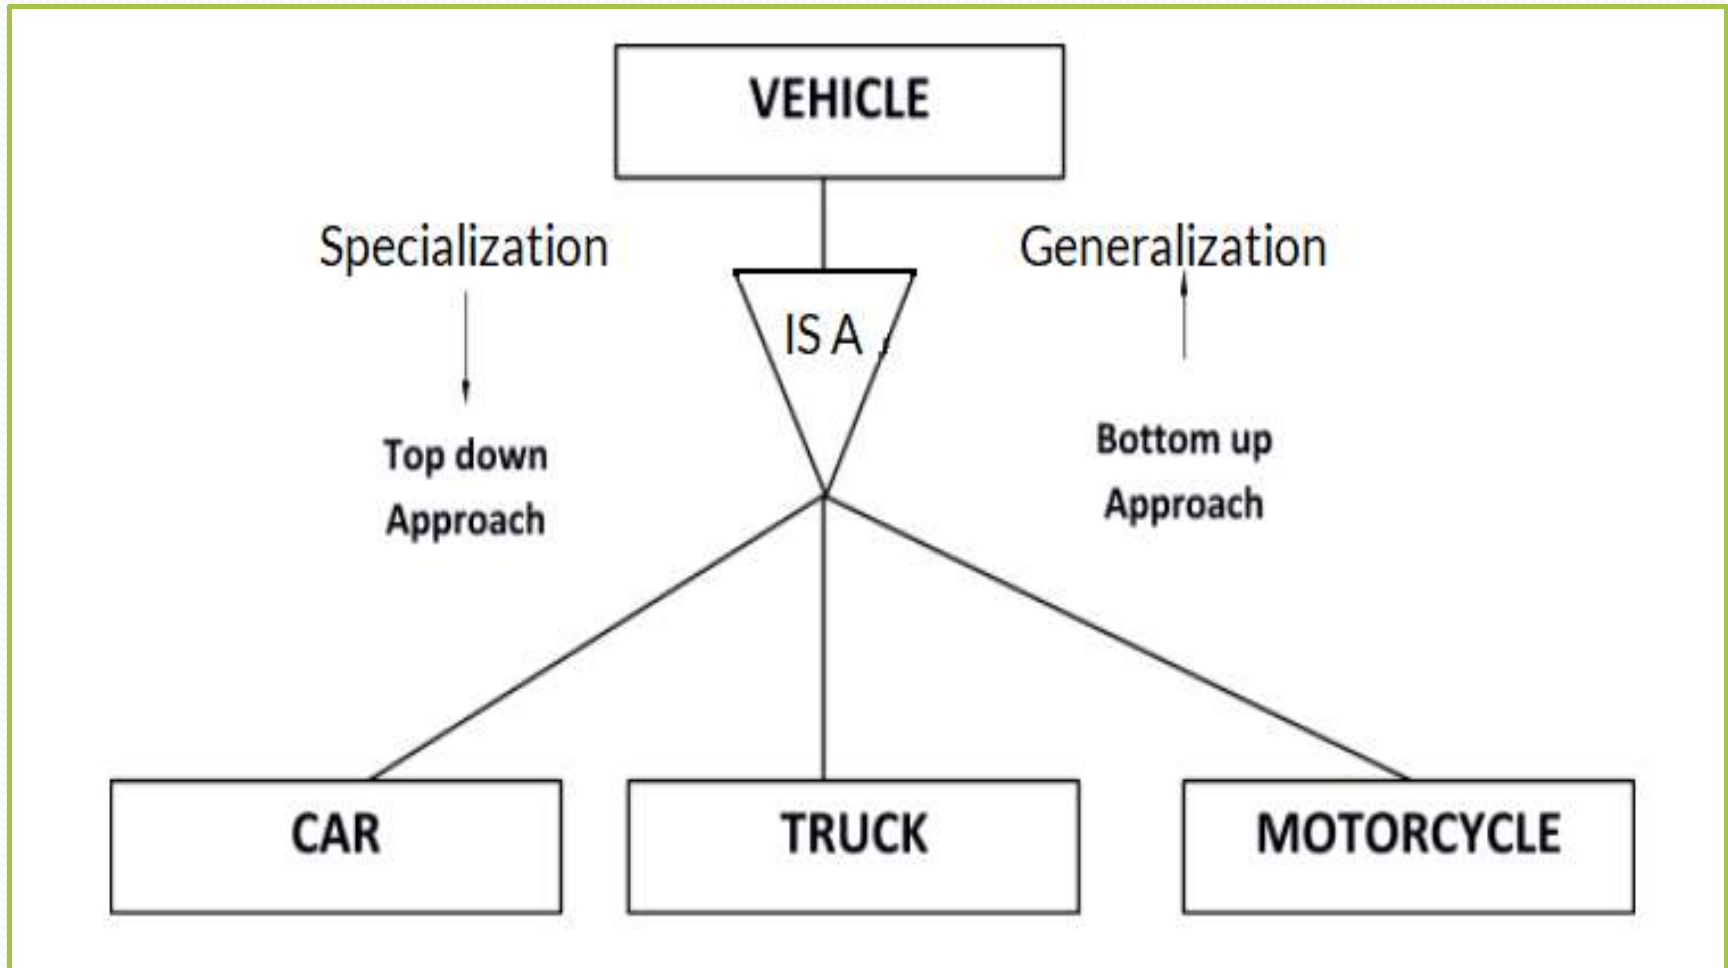 VEHICLE
Specialization
Generalization
IS A
Top down
Approach
Bottom up
Approach
CAR
TRUCK
MOTORCYCLE